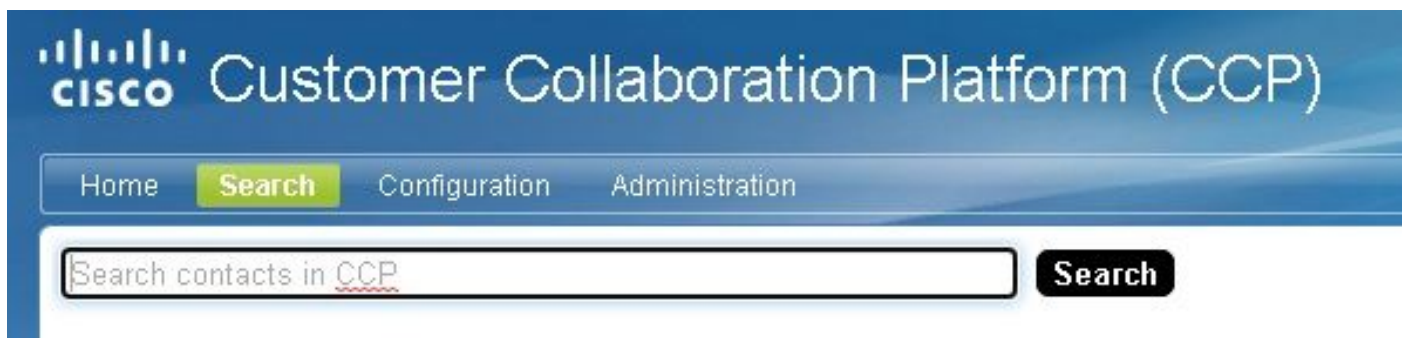 cisco Customer Collaboration Platform (CCP)
Home Search Configuration Administration
Search contacts in CCP Search